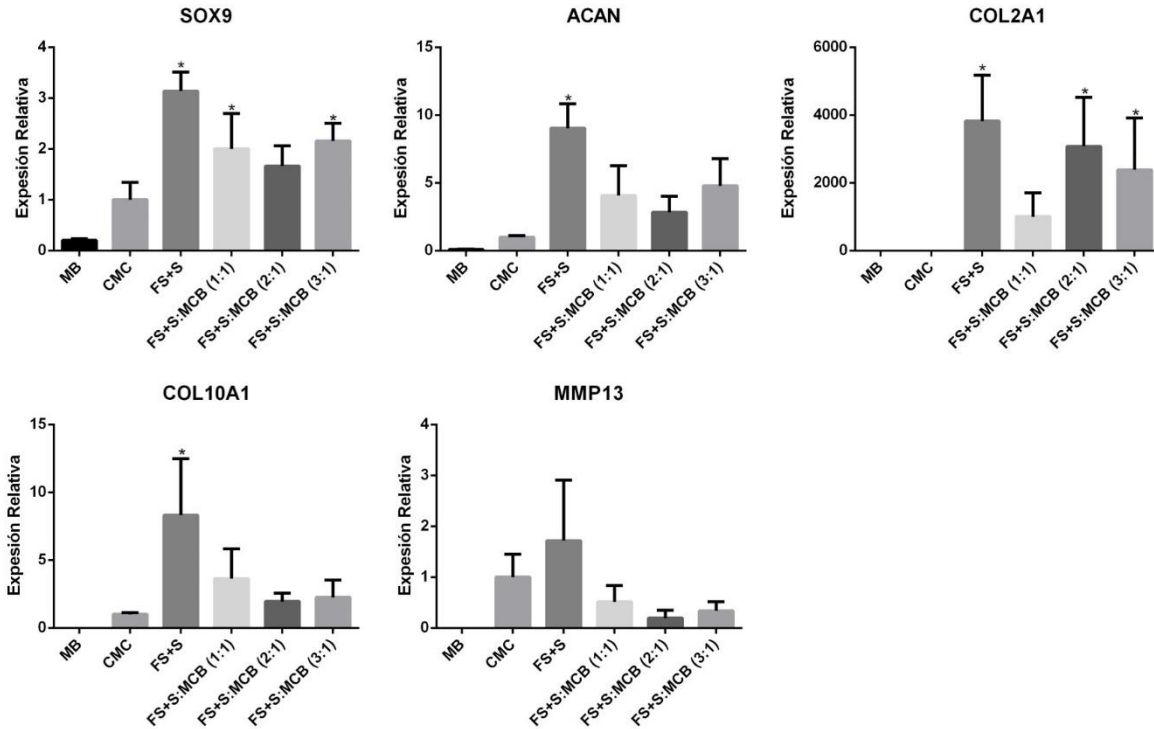 SOX9
Expesión Relativa
4
3
2
1
0
*
*
*
MB
CMC
FS+S
FS+S:MCB (1:1)
FS+S:MCB (2:1)
FS+S:MCB (3:1)
ACAN
Expesión Relativa
15
10
5
0
*
MB
CMC
FS+S
FS+S:MCB (1:1)
FS+S:MCB (2:1)
FS+S:MCB (3:1)
COL2A1
Expesión Relativa
6000
4000
2000
0
*
*
*
MB
CMC
FS+S
FS+S:MCB (1:1)
FS+S:MCB (2:1)
FS+S:MCB (3:1)
COL10A1
Expesión Relativa
15
10
5
0
*
MB
CMC
FS+S
FS+S:MCB (1:1)
FS+S:MCB (2:1)
FS+S:MCB (3:1)
MMP13
Expesión Relativa
4
3
2
1
0
MB
CMC
FS+S
FS+S:MCB (1:1)
FS+S:MCB (2:1)
FS+S:MCB (3:1)